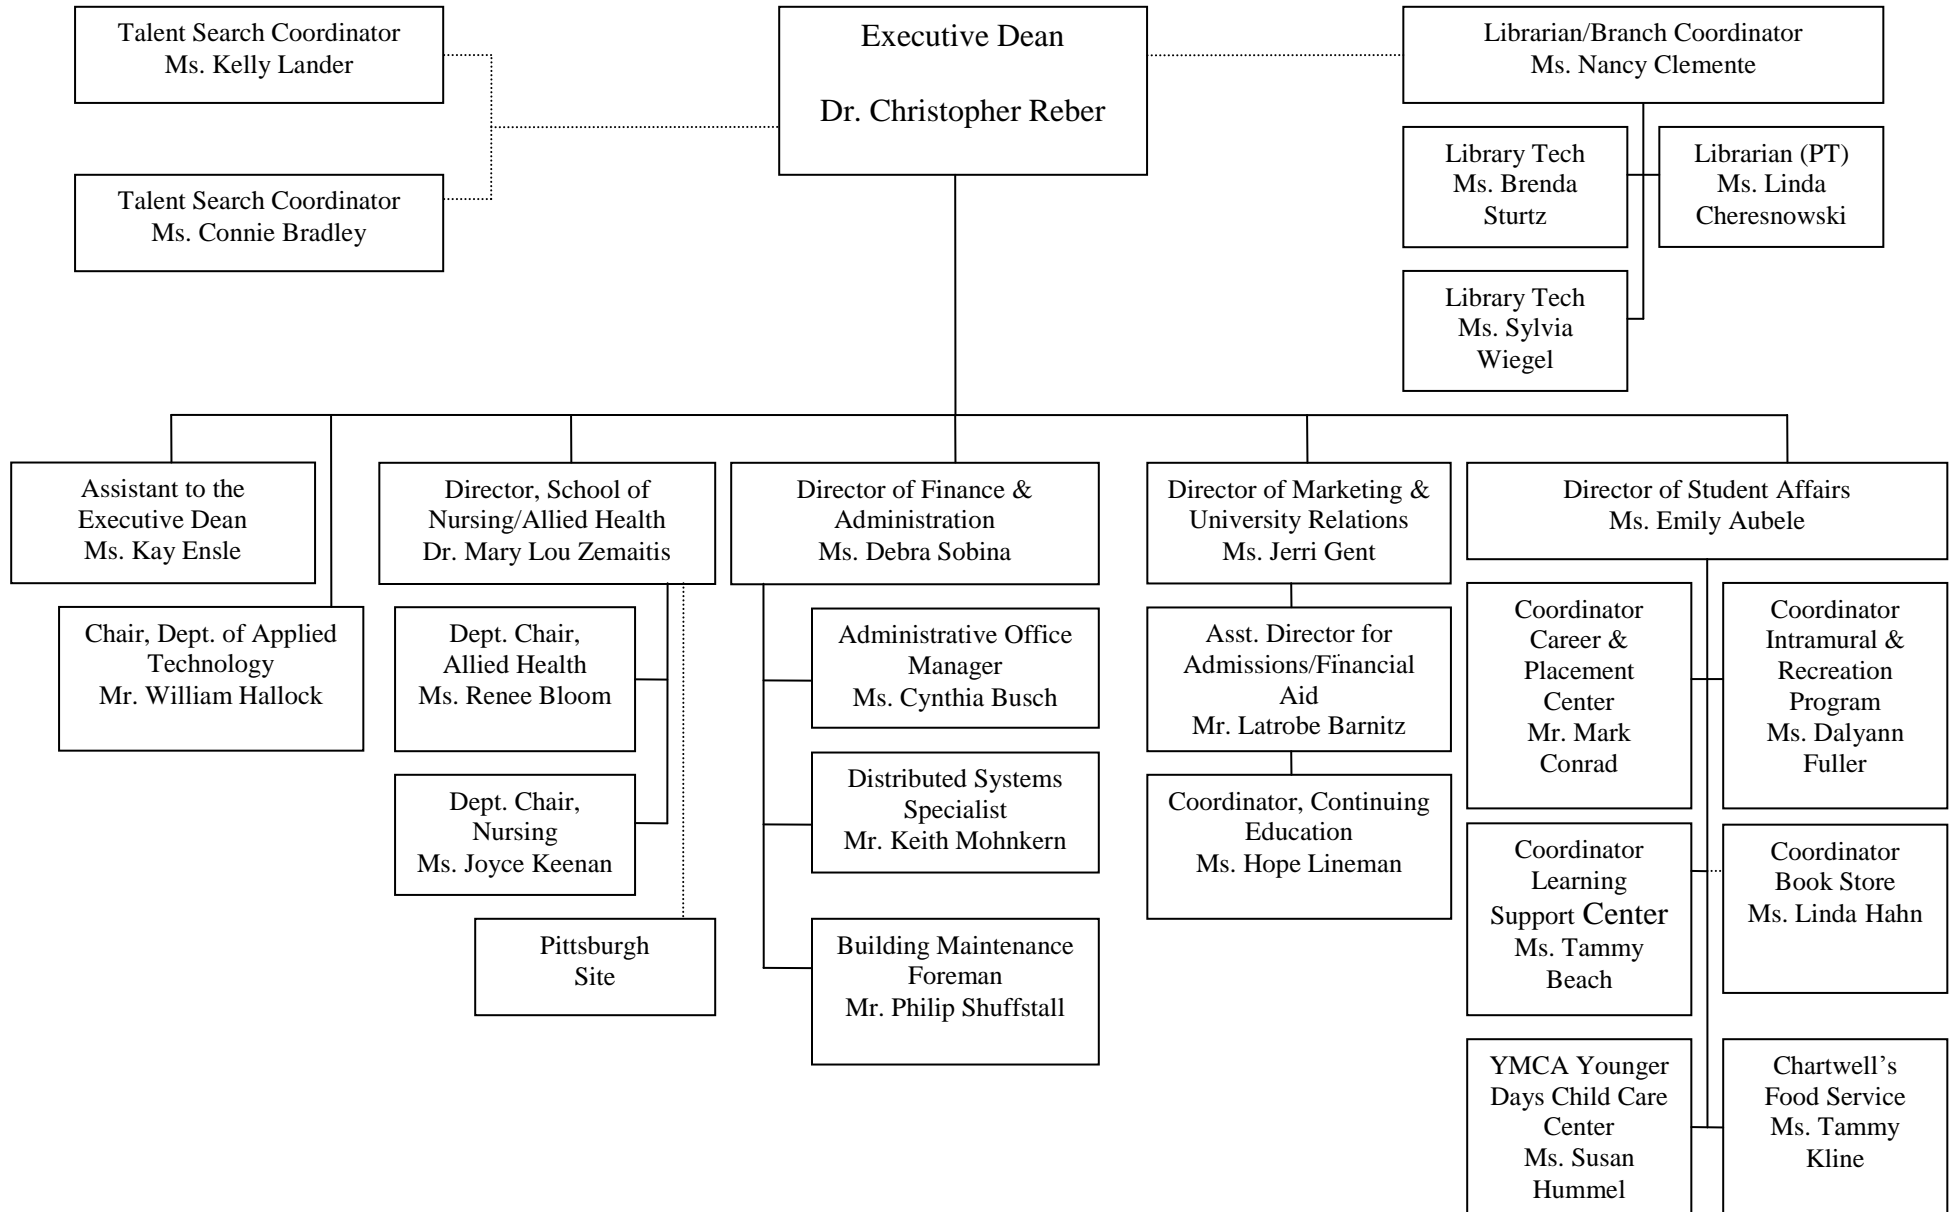 Talent Search Coordinator
Ms. Kelly Lander
Executive Dean
Dr. Christopher Reber
Librarian/Branch Coordinator
Ms. Nancy Clemente
Talent Search Coordinator
Ms. Connie Bradley
Library Tech
Ms. Brenda
Sturtz
Librarian (PT)
Ms. Linda
Cheresnowski
Library Tech
Ms. Sylvia
Wiegel
Assistant to the
Executive Dean
Ms. Kay Ensle
Chair, Dept. of Applied
Technology
Mr. William Hallock
Director, School of
Nursing/Allied Health
Dr. Mary Lou Zemaitis
Dept. Chair,
Allied Health
Ms. Renee Bloom
Dept. Chair,
Nursing
Ms. Joyce Keenan
Pittsburgh
Site
Director of Finance &
Administration
Ms. Debra Sobina
Administrative Office
Manager
Ms. Cynthia Busch
Distributed Systems
Specialist
Mr. Keith Mohnkern
Building Maintenance
Foreman
Mr. Philip Shuffstall
Director of Marketing &
University Relations
Ms. Jerri Gent
Asst. Director for
Admissions/Financial
Aid
Mr. Latrobe Barnitz
Coordinator, Continuing
Education
Ms. Hope Lineman
Director of Student Affairs
Ms. Emily Aubele
Coordinator
Career &
Placement
Center
Mr. Mark
Conrad
Coordinator
Intramural &
Recreation
Program
Ms. Dalyann
Fuller
Coordinator
Learning
Support Center
Ms. Tammy
Beach
Coordinator
Book Store
Ms. Linda Hahn
YMCA Younger
Days Child Care
Center
Ms. Susan
Hummel
Chartwell’s
Food Service
Ms. Tammy
Kline